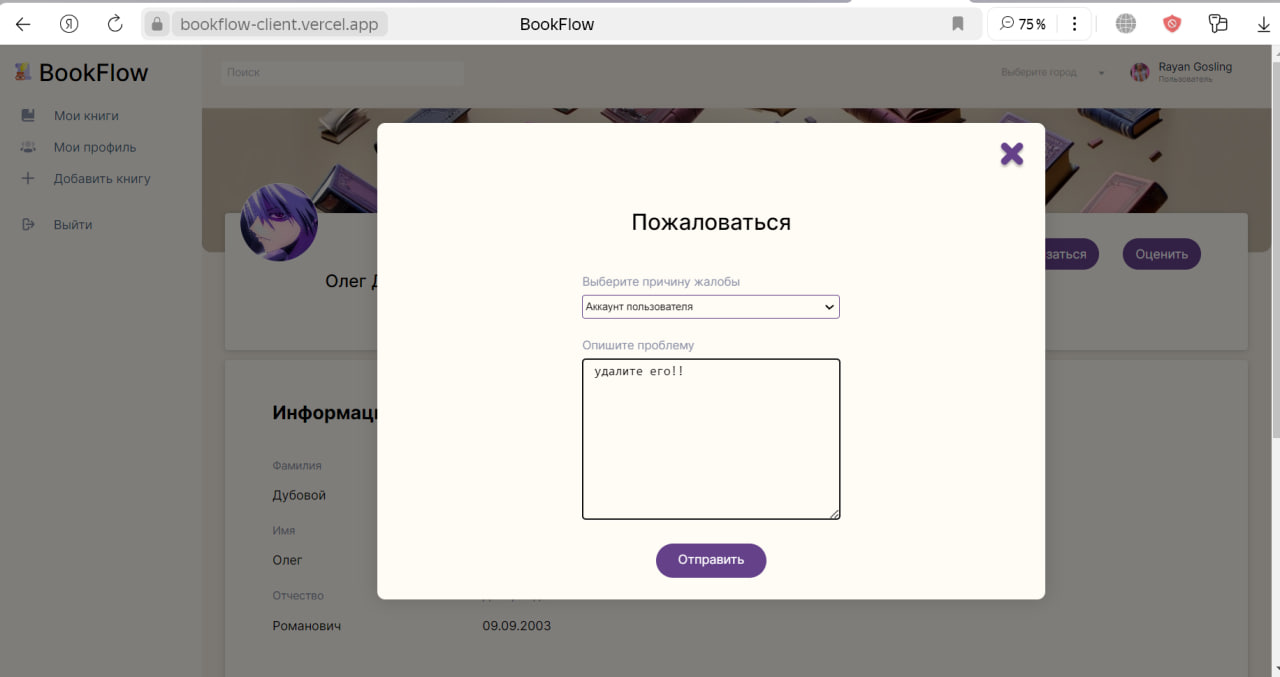 bookflow-client.vercel.app
BookFlow
75%
BookFlow
Поиск
Выберите город
Rayan Gosling
Пользователь
Мои книги
Мои профиль
Добавить книгу
Выйти
Олег
Оценить
Пожаловаться
Выберите причину жалобы
Аккаунт пользователя
Опишите проблему
удалите его!!
Отправить
Фамилия
Дубовой
Имя
Олег
Отчество
Романович
09.09.2003